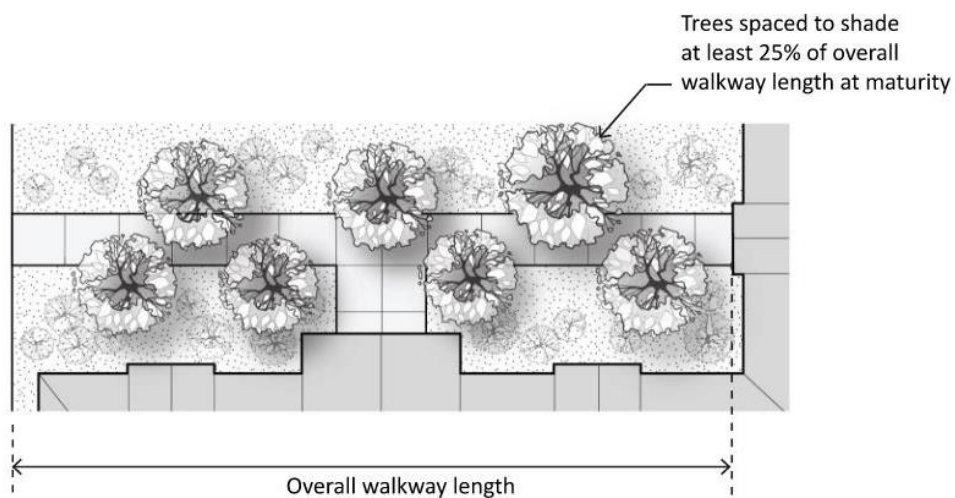 Trees spaced to shade
at least 25% of overall
walkway length at maturity
Overall walkway length